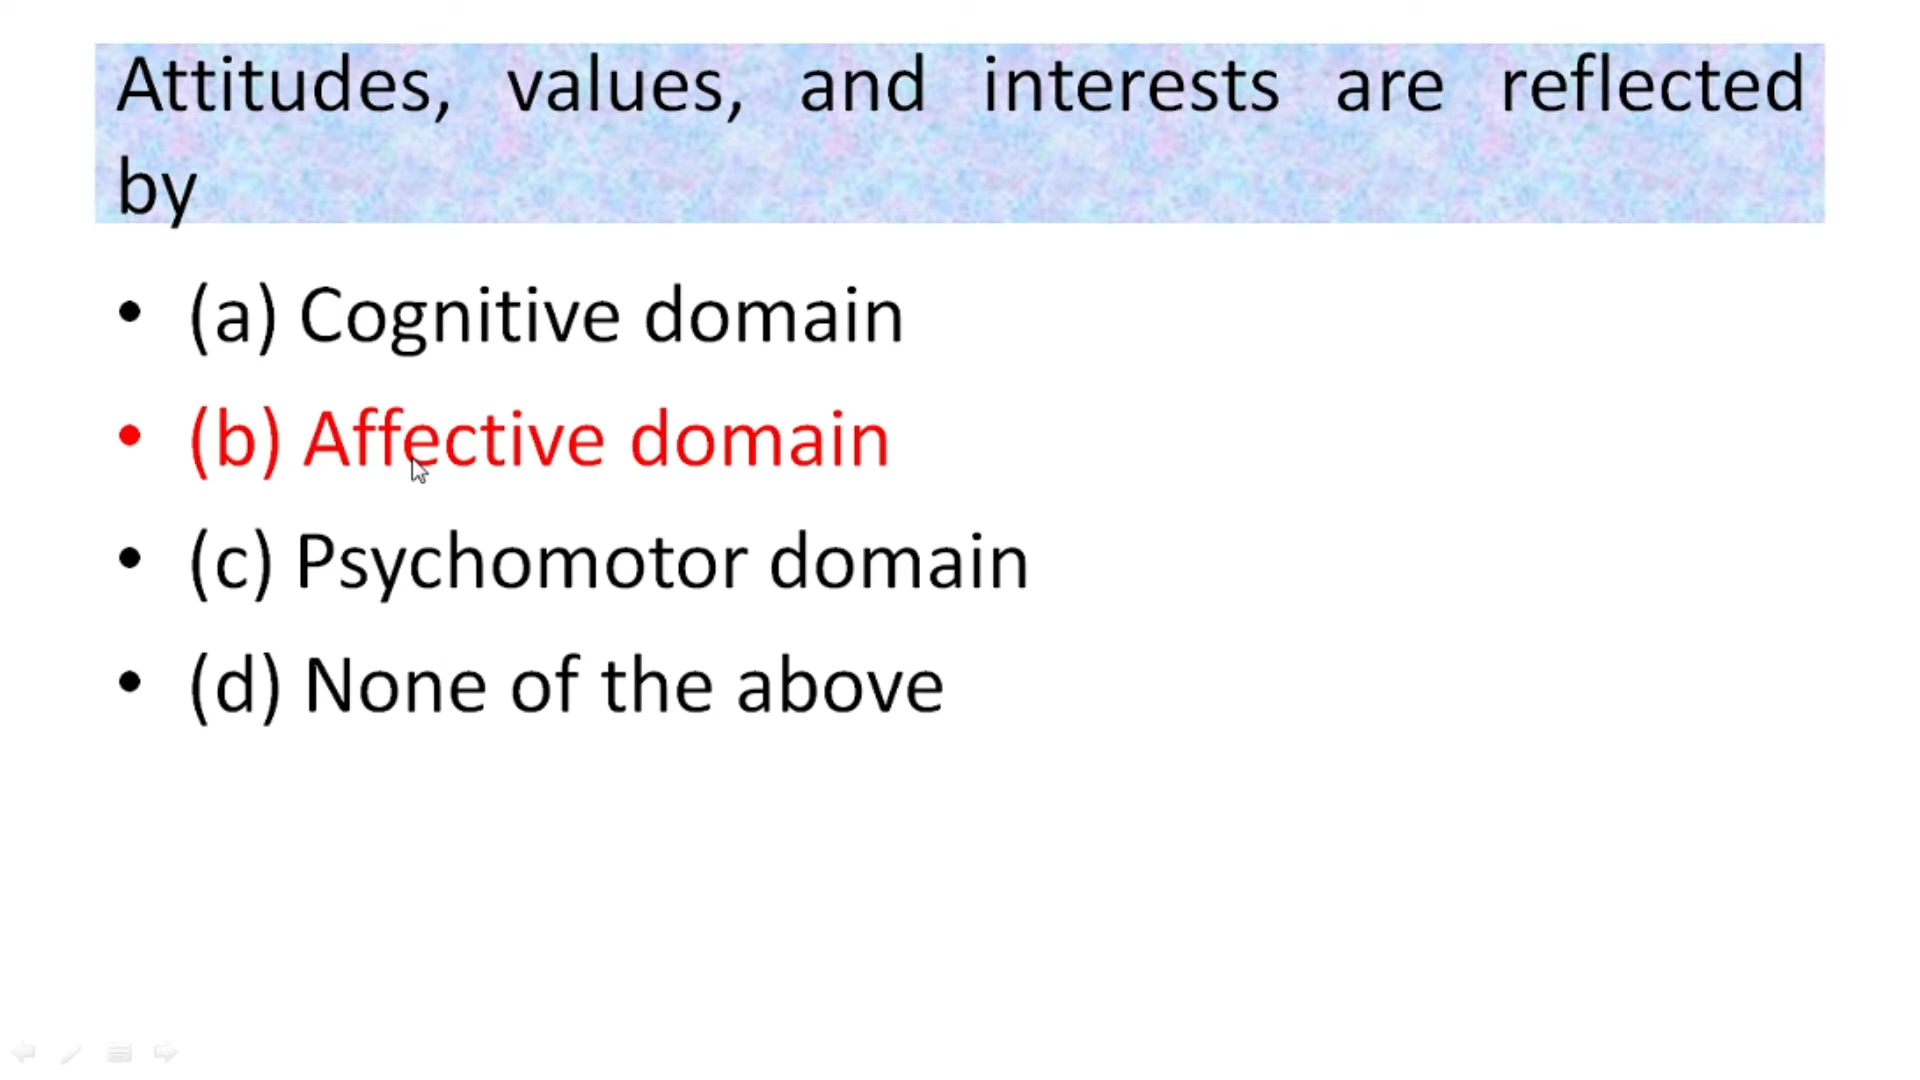 Attitudes, values, and interests are reflected
by
• (a) Cognitive domain
• (b) Affective domain
• (c) Psychomotor domain
• (d) None of the above